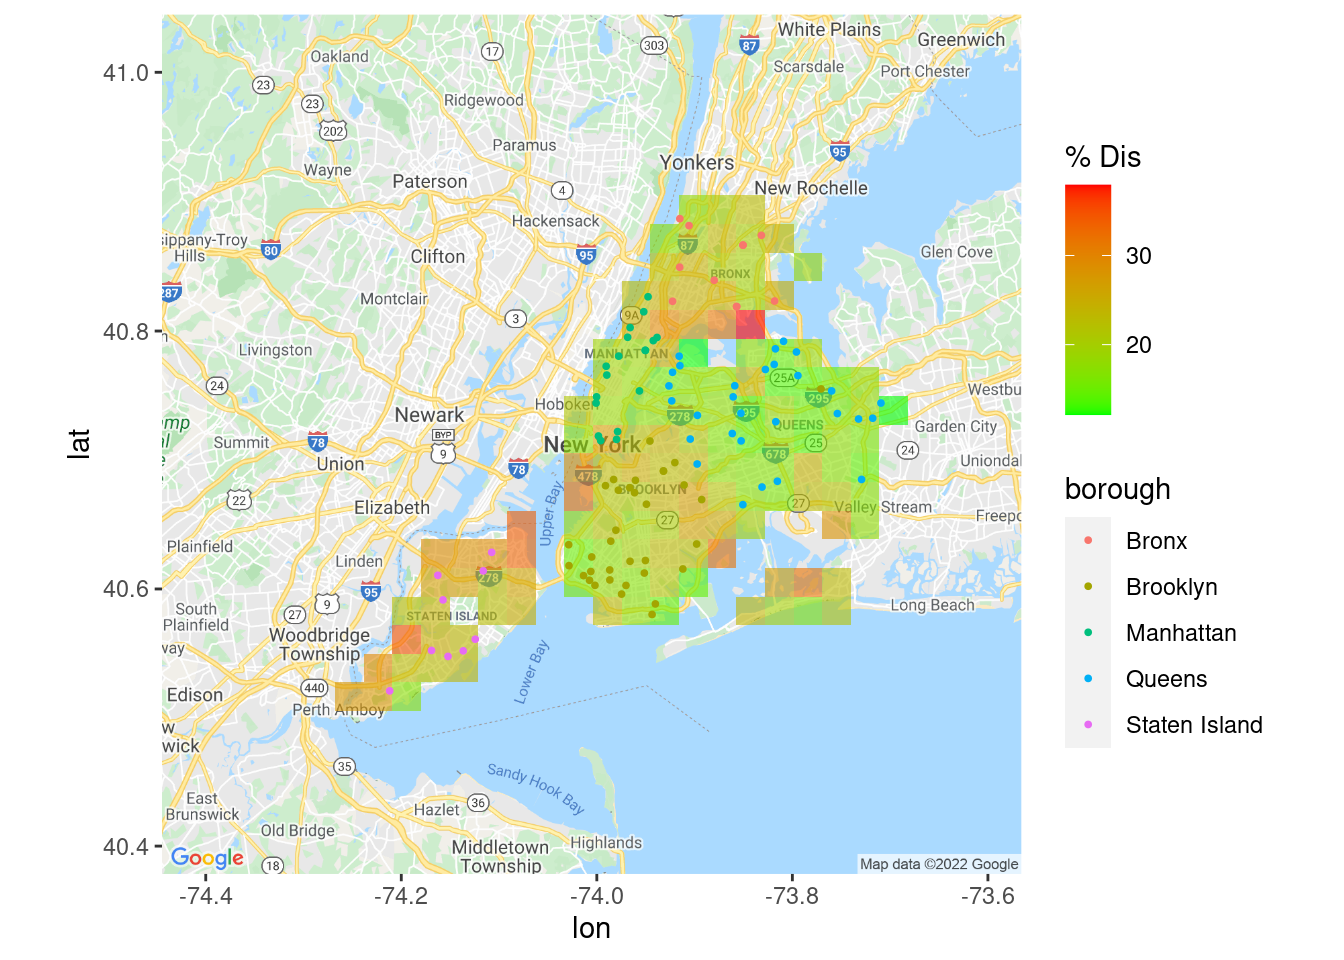 White Plains
Greenwich
87
303
17
Oakland
Scarsdale
Port Chester
41.0
23
23
Ridgewood
202
Paramus
95
Yonkers
Wayne
Paterson
4
New Rochelle
Hackensack
sippany-Troy
Hills
80
87
95
Glen Cove
Clifton
BRONX
287
Montclair
9A
3
40.8
Livingston
MANHATTAN
24
25A
Westbu
Hoboken
295
Newark
278
495
Garden City
QUEENS
BYP
9
Summit
78
New York
25
24
Union
678
Uniondal
78
478
BROOKLYN
22
Elizabeth
27
Valley Stream
Freepo
27
Upper Bay
Plainfield
Linden
278
40.6
95
South
Plainfield
27
9
STATEN ISLAND
Long Beach
Woodbridge
Township
way
Lower Bay
Edison
440
Perth Amboy
w
wick
35
Sandy Hook Bay
East
Brunswick
Hazlet
36
Old Bridge
Middletown
Township
Highlands
40.4
Google
18
Map data ©2022 Google
-74.4
-74.2
-74.0
-73.8
-73.6
lon
lat
% Dis
30
20
borough
Bronx
Brooklyn
Manhattan
Queens
Staten Island